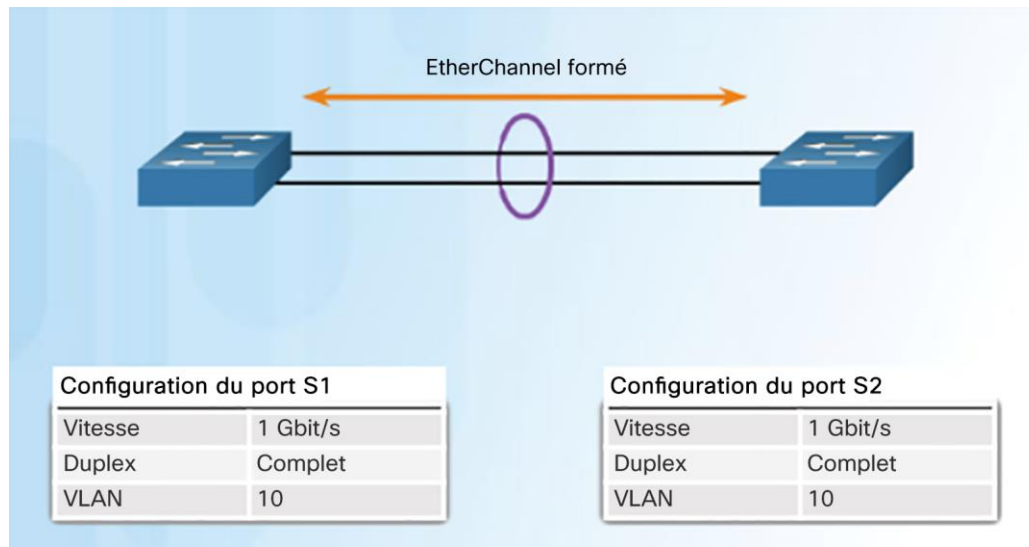 EtherChannel formé
Configuration du port S1
Vitesse 1 Gbit/s
Duplex Complet
VLAN 10
Configuration du port S2
Vitesse 1 Gbit/s
Duplex Complet
VLAN 10